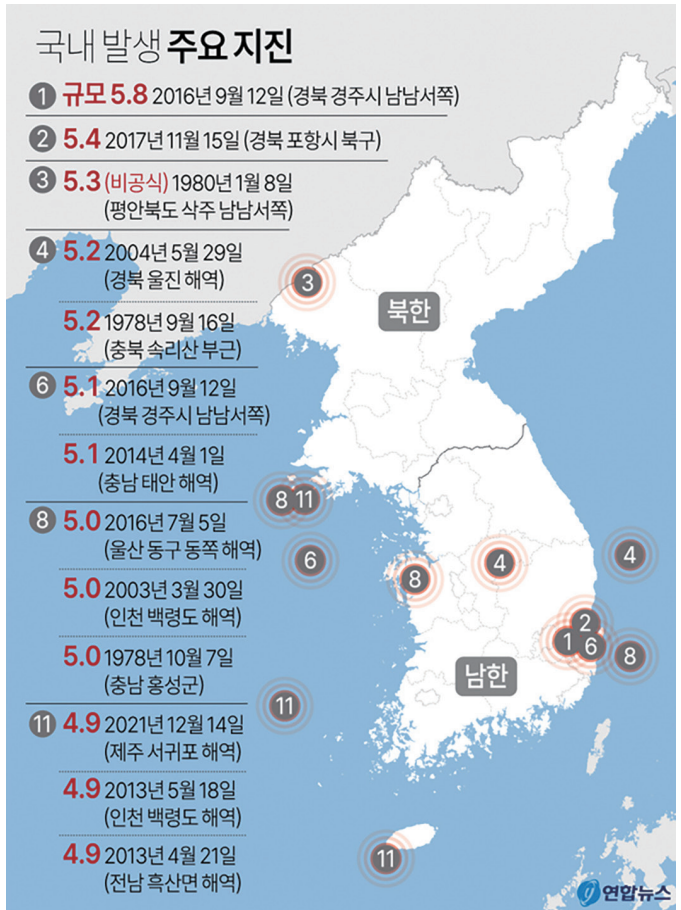 국내 발생 주요 지진
1 규모 5.8 2016년 9월 12일 (경북 경주시 남남서쪽)
2 5.4 2017년 11월 15일 (경북 포항시 북구)
3 5.3 (비공식) 1980년 1월 8일
(평안북도 삭주 남남서쪽)
4 5.2 2004년 5월 29일
(경북 울진 해역)
5.2 1978년 9월 16일
(충북 속리산 부근)
6 5.1 2016년 9월 12일
(경북 경주시 남남서쪽)
5.1 2014년 4월 1일
(충남 태안 해역)
8 5.0 2016년 7월 5일
(울산 동구 동쪽 해역)
5.0 2003년 3월 30일
(인천 백령도 해역)
5.0 1978년 10월 7일
(충남 홍성군)
11 4.9 2021년 12월 14일
(제주 서귀포 해역)
4.9 2013년 5월 18일
(인천 백령도 해역)
4.9 2013년 4월 21일
(전남 흑산면 해역)
3
북한
8 11
6
8
4
4
2
1 6
8
남한
11
11
연합뉴스